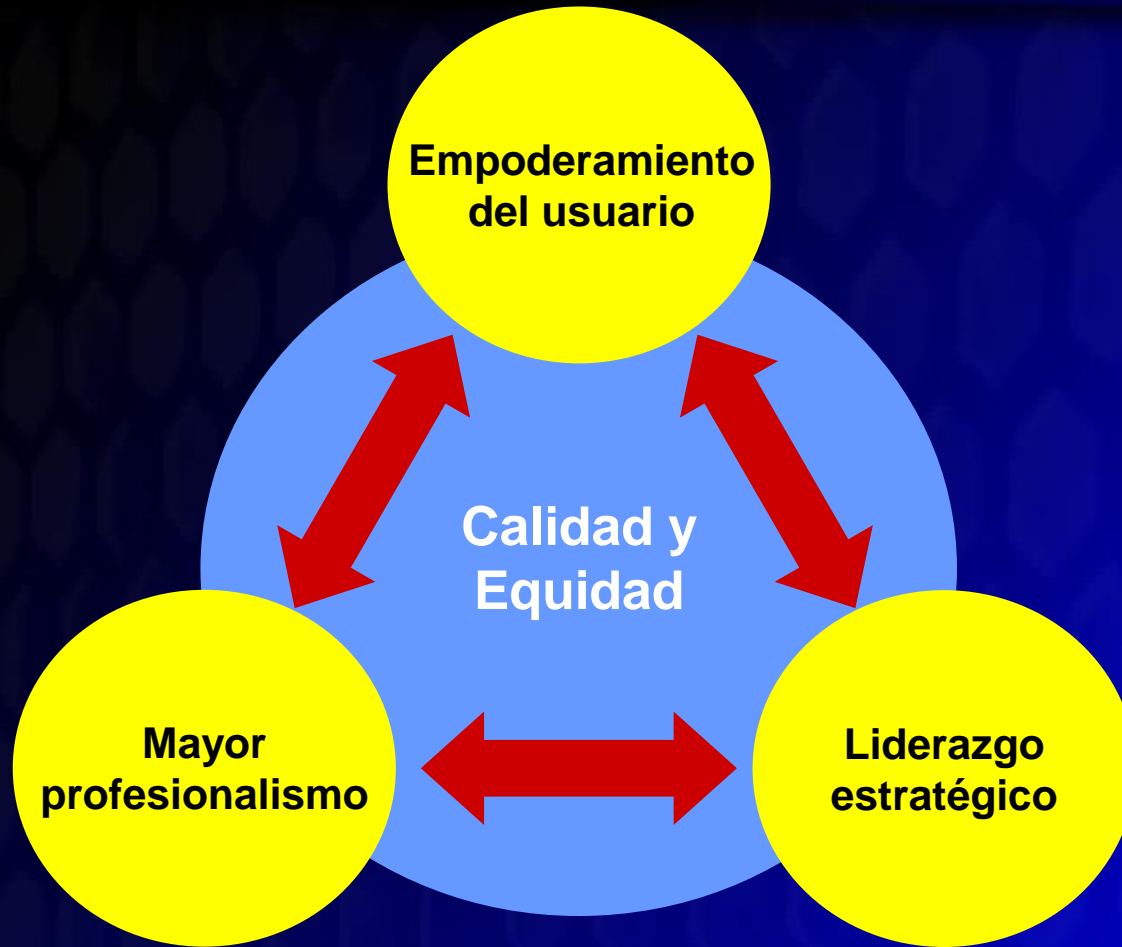 Empoderamiento
del usuario
Calidad y
Equidad
Mayor
profesionalismo
Liderazgo
estratégico